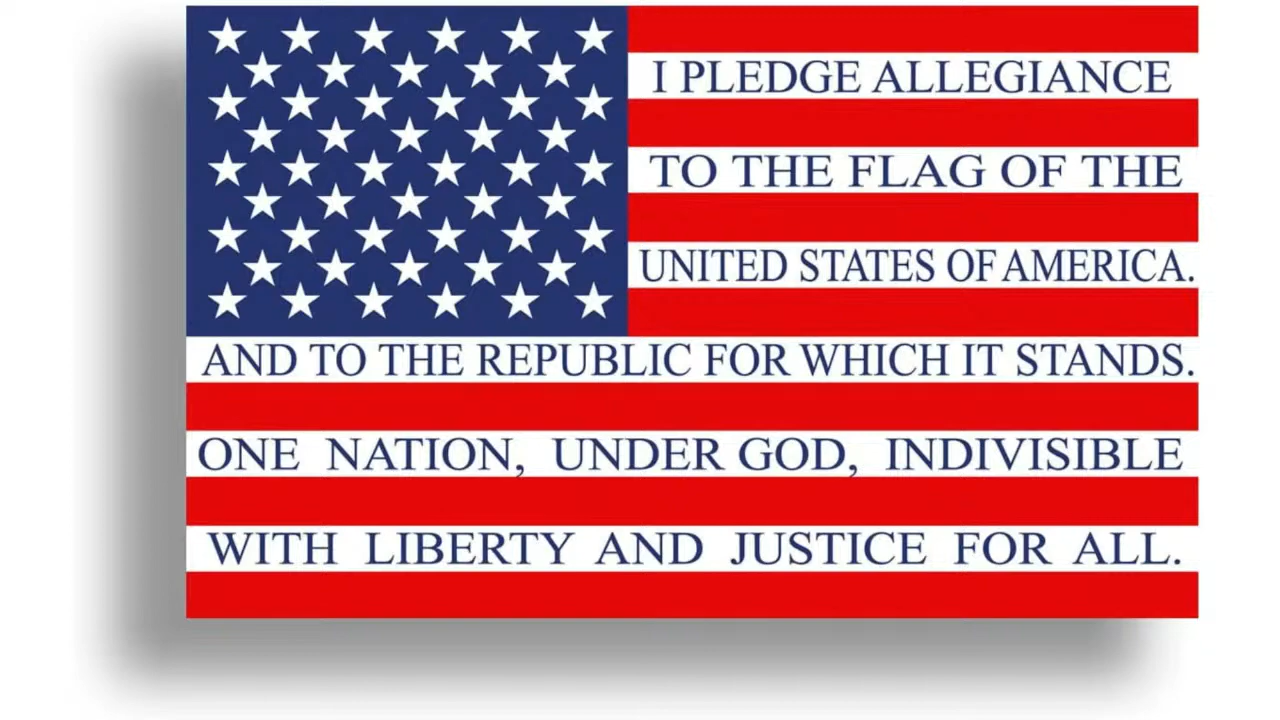 I PLEDGE ALLEGIANCE
TO THE FLAG OF THE
UNITED STATES OF AMERICA.
AND TO THE REPUBLIC FOR WHICH IT STANDS.
ONE NATION, UNDER GOD, INDIVISIBLE
WITH LIBERTY AND JUSTICE FOR ALL.